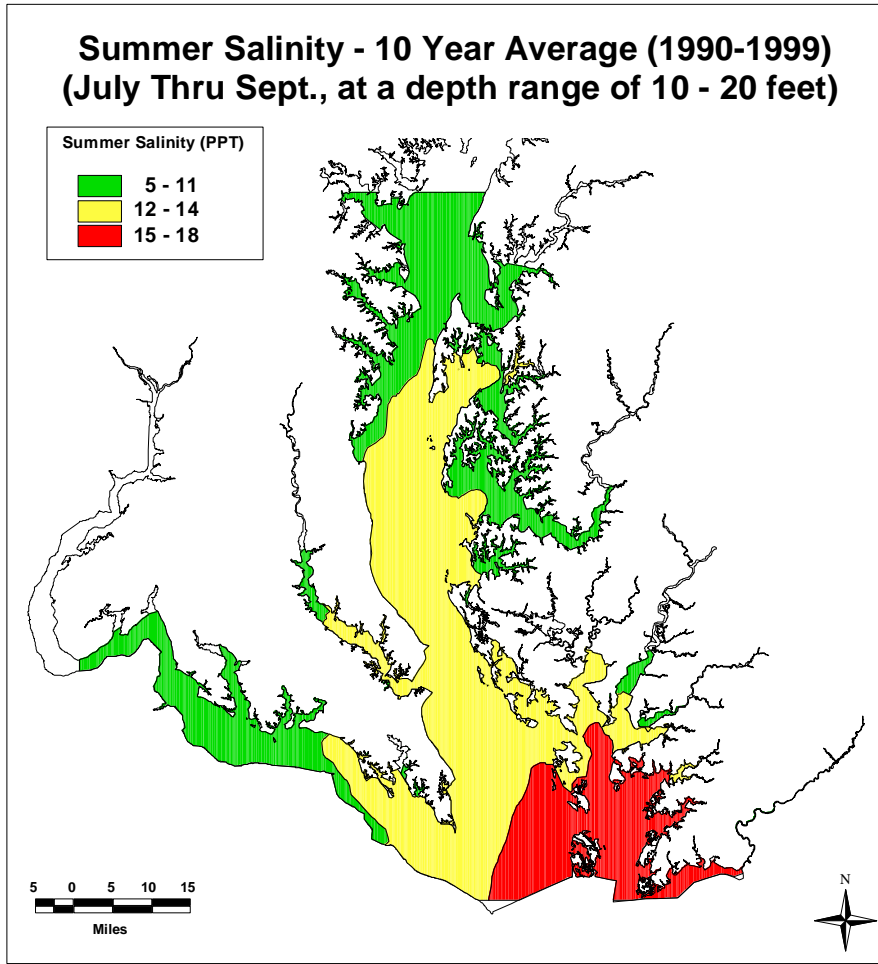 Summer Salinity - 10 Year Average (1990-1999)
(July Thru Sept., at a depth range of 10 - 20 feet)
Summer Salinity (PPT)
5 - 11
12 - 14
15 - 18
5 0 5 10 15
Miles
N